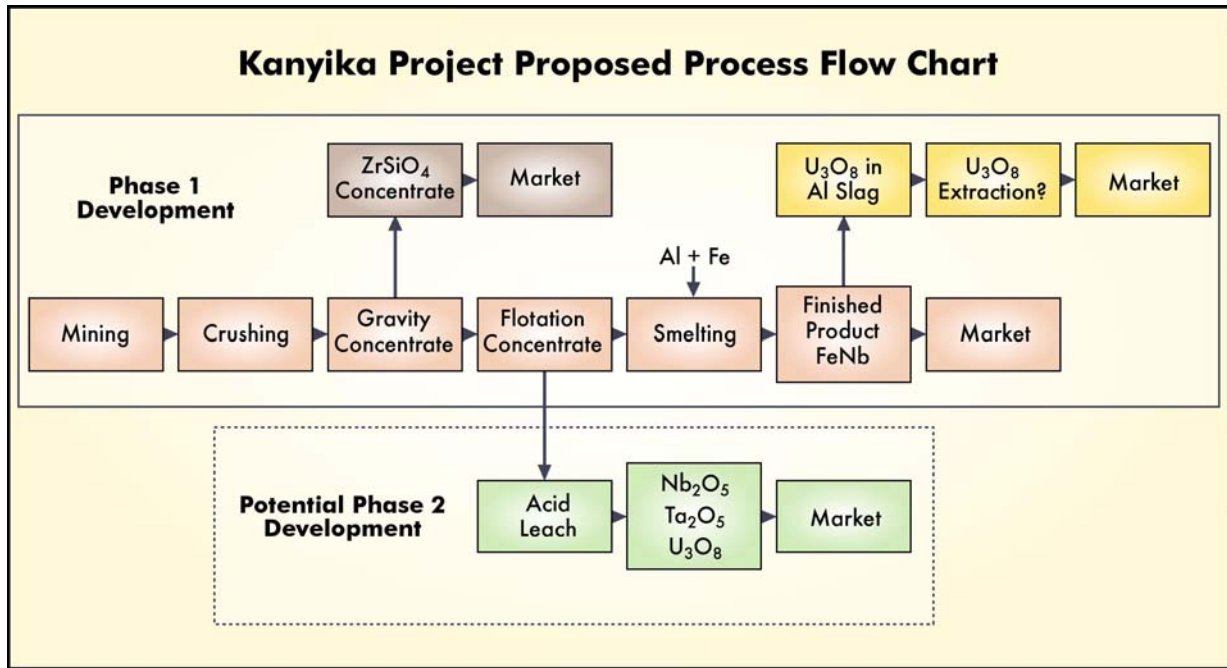 Kanyika Project Proposed Process Flow Chart
Phase 1
Development
ZrSiO₄
Concentrate
Market
U₃O₈ in
Al Slag
U₃O₈
Extraction?
Market
Al + Fe
Mining
Crushing
Gravity
Concentrate
Flotation
Concentrate
Smelting
Finished
Product
FeNb
Market
Potential Phase 2
Development
Acid
Leach
Nb₂O₅
Ta₂O₅
U₃O₈
Market